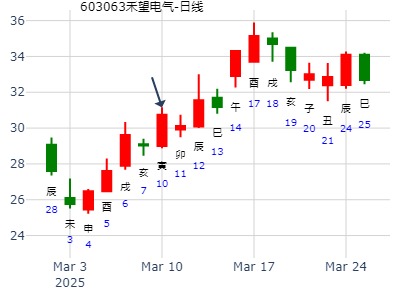 603063禾望电气-日线
36
34
32
30
28
26
24
辰
28
未
3
申
4
酉
5
戌
6
亥
7
寅
10
卯
11
辰
12
巳
13
午
14
酉
17
戌
18
亥
19
子
20
丑
21
辰
24
巳
25
Mar 3
2025
Mar 10
Mar 17
Mar 24